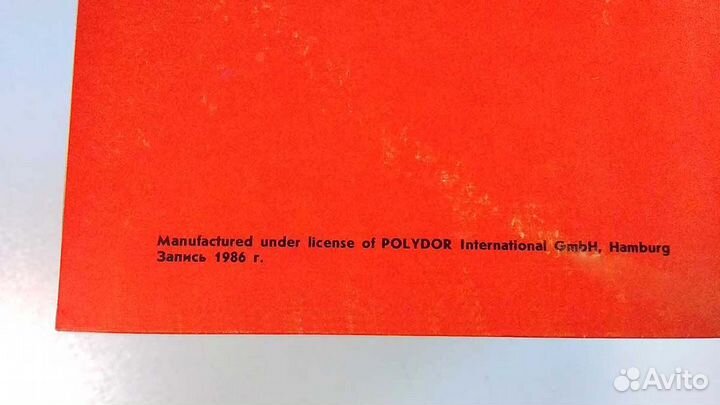 Manufactured under license of POLYDOR International GmbH, Hamburg
Запись 1986 г.
Avito